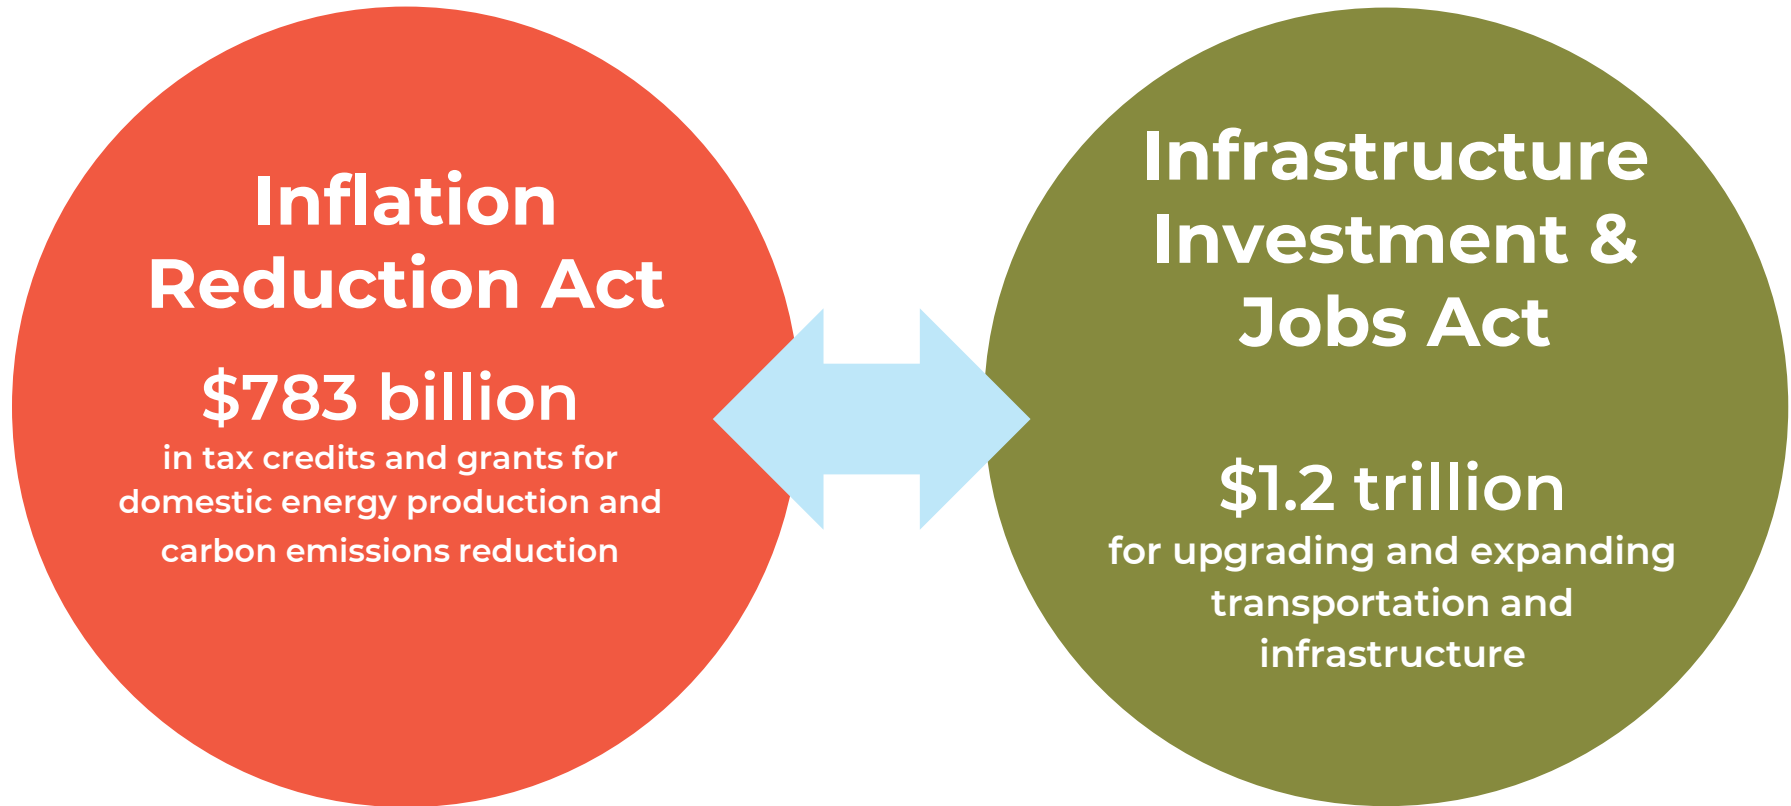 Inflation
Reduction Act
$783 billion
in tax credits and grants for
domestic energy production and
carbon emissions reduction
Infrastructure
Investment &
Jobs Act
$1.2 trillion
for upgrading and expanding
transportation and
infrastructure